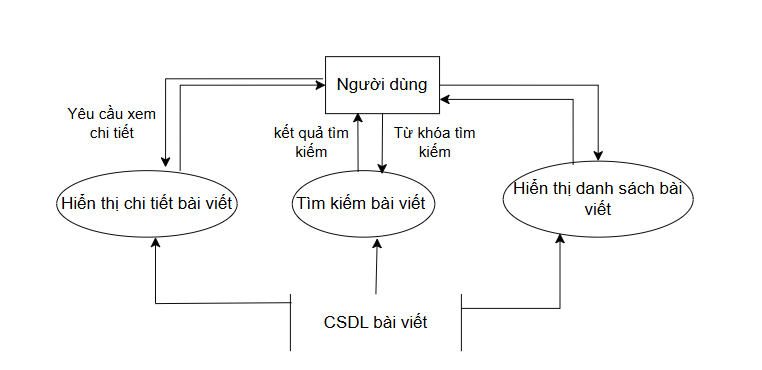 Người dùng
Yêu cầu xem
chi tiết
kết quả tìm
kiếm
Từ khóa tìm
kiếm
Hiển thị chi tiết bài viết
Tìm kiếm bài viết
Hiển thị danh sách bài
viết
CSDL bài viết